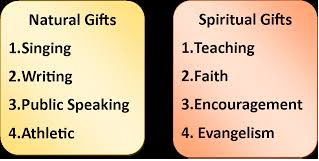 Natural Gifts
1.Singing
2.Writing
3.Public Speaking
4.Athletic
Spiritual Gifts
1.Teaching
2.Faith
3.Encouragement
4. Evangelism